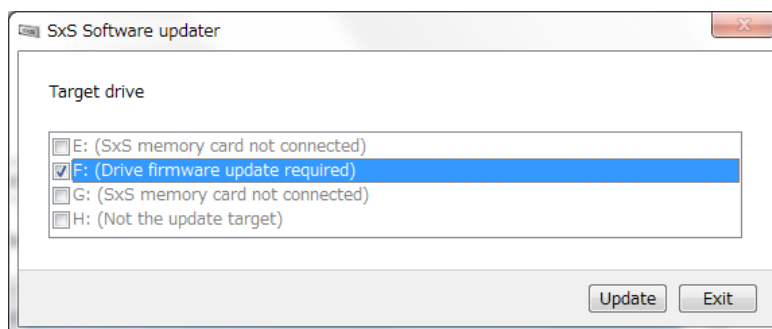 SxS Software updater
Target drive
E: (SxS memory card not connected)
F: (Drive firmware update required)
G: (SxS memory card not connected)
H: (Not the update target)
Update Exit